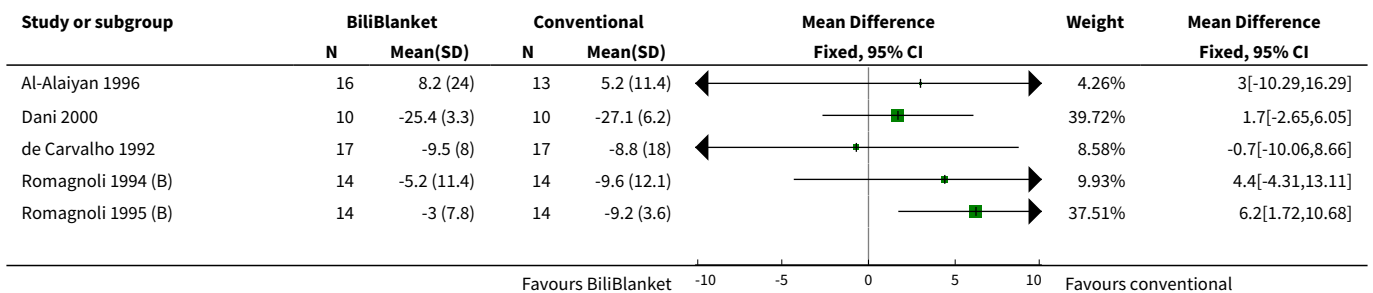 Study or subgroup BiliBlanket Conventional Mean Difference Weight Mean Difference
N Mean(SD) N Mean(SD) Fixed, 95% CI Fixed, 95% CI
Al-Alaiyan 1996 16 8.2 (24) 13 5.2 (11.4) 4.26% 3[-10.29,16.29]
Dani 2000 10 -25.4 (3.3) 10 -27.1 (6.2) 39.72% 1.7[-2.65,6.05]
de Carvalho 1992 17 -9.5 (8) 17 -8.8 (18) 8.58% -0.7[-10.06,8.66]
Romagnoli 1994 (B) 14 -5.2 (11.4) 14 -9.6 (12.1) 9.93% 4.4[-4.31,13.11]
Romagnoli 1995 (B) 14 -3 (7.8) 14 -9.2 (3.6) 37.51% 6.2[1.72,10.68]
Favours BiliBlanket -10 -5 0 5 10 Favours conventional